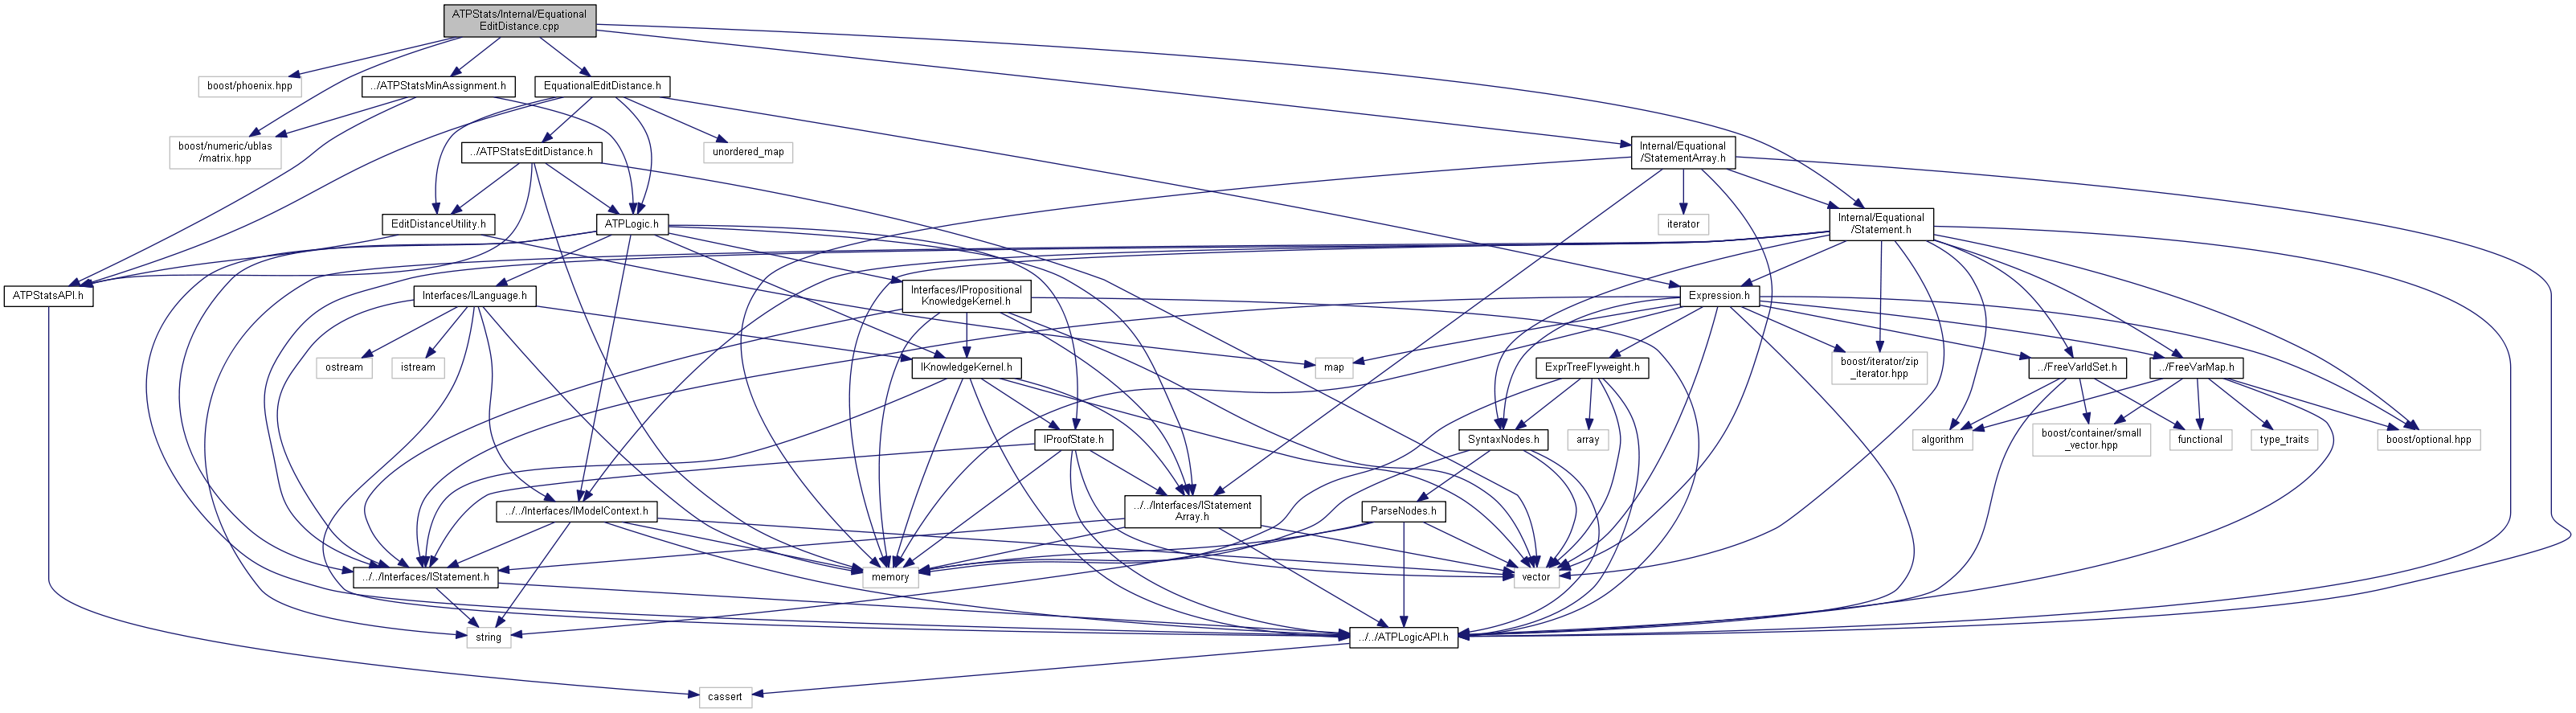 ATPStats/Internal/Equational
EditDistance.cpp
boost/phoenix.hpp
../ATPStatsMinAssignment.h
EquationalEditDistance.h
boost/numeric/ublas
/matrix.hpp
../ATPStatsEditDistance.h
unordered_map
Internal/Equational
/StatementArray.h
EditDistanceUtility.h
ATPLogic.h
iterator
Internal/Equational
/Statement.h
ATPStatsAPI.h
Interfaces/ILanguage.h
Interfaces/IPropositional
KnowledgeKernel.h
Expression.h
ostream
istream
IKnowledgeKernel.h
map
ExprTreeFlyweight.h
boost/iterator/zip
_iterator.hpp
../FreeVarIdSet.h
../FreeVarMap.h
IProofState.h
SyntaxNodes.h
array
algorithm
boost/container/small
_vector.hpp
functional
type_traits
boost/optional.hpp
../../Interfaces/IModelContext.h
../../Interfaces/IStatement
Array.h
ParseNodes.h
../../Interfaces/IStatement.h
memory
vector
string
../../ATPLogicAPI.h
cassert